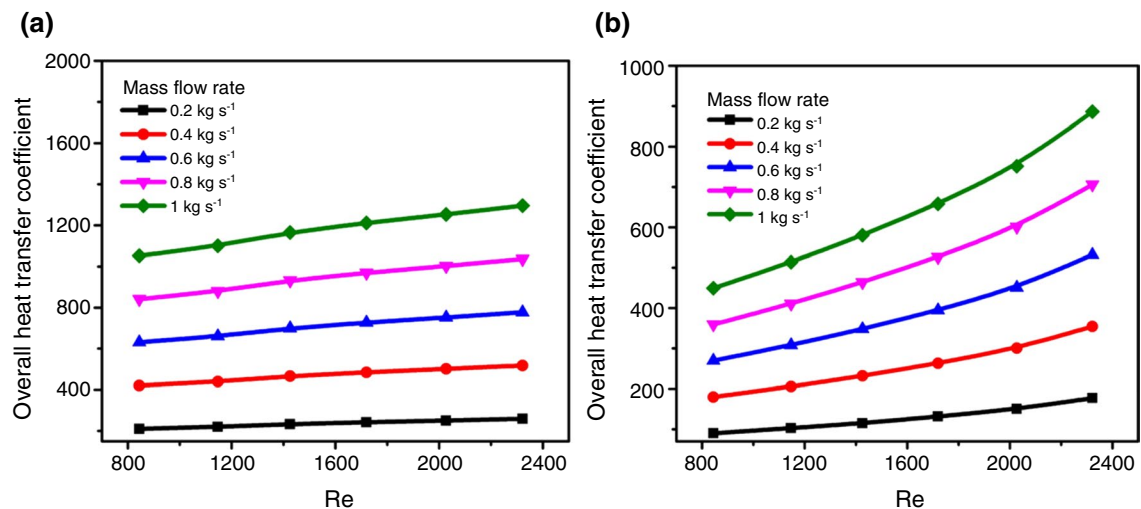 (a)
Overall heat transfer coefficient
2000
1600
1200
800
400
Mass flow rate
0.2 kg s⁻¹
0.4 kg s⁻¹
0.6 kg s⁻¹
0.8 kg s⁻¹
1 kg s⁻¹
800 1200 1600 2000 2400
Re
(b)
Overall heat transfer coefficient
1000
800
600
400
200
Mass flow rate
0.2 kg s⁻¹
0.4 kg s⁻¹
0.6 kg s⁻¹
0.8 kg s⁻¹
1 kg s⁻¹
800 1200 1600 2000 2400
Re